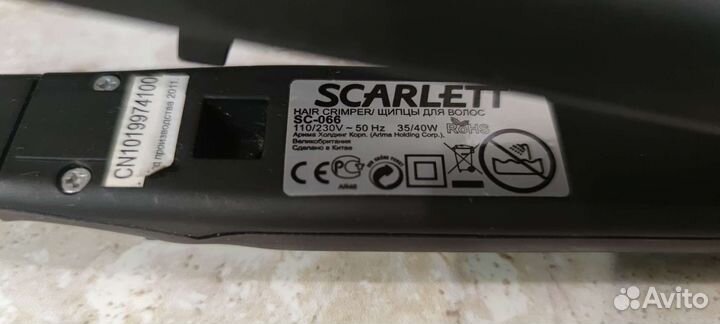 CN1019974100
производства 2011.
SCARLETT
HAIR CRIMPER/ ЩИПЦЫ ДЛЯ ВОЛОС
SC-066
110/230V ~ 50 Hz 35/40W RoHS
Арима Холдинг Корп. (Arima Holding Corp.),
Великобритания
Сделано в Китае
CE
АЯ46
Avito